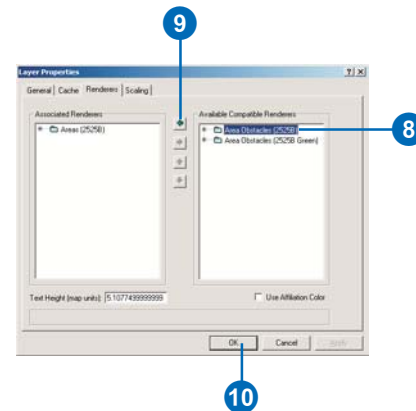 9
Layer Properties
General Cache Renderers Scaling
Associated Renderers
Areas (2525B)
Available Compatible Renderers
Area Obstacles (2525B)
Area Obstacles (2525B Green)
8
Text Height (map units): 5.1077499999999
Use Affiliation Color
OK Cancel Apply
10